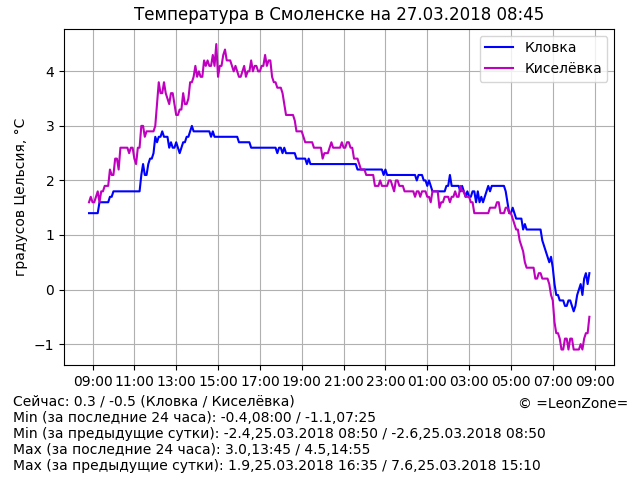 Температура в Смоленске на 27.03.2018 08:45
градусов Цельсия, °C
Кловка
Киселёвка
4
3
2
1
0
−1
09:00 11:00 13:00 15:00 17:00 19:00 21:00 23:00 01:00 03:00 05:00 07:00 09:00
Сейчас: 0.3 / -0.5 (Кловка / Киселёвка)
© =LeonZone=
Min (за последние 24 часа): -0.4,08:00 / -1.1,07:25
Min (за предыдущие сутки): -2.4,25.03.2018 08:50 / -2.6,25.03.2018 08:50
Max (за последние 24 часа): 3.0,13:45 / 4.5,14:55
Max (за предыдущие сутки): 1.9,25.03.2018 16:35 / 7.6,25.03.2018 15:10